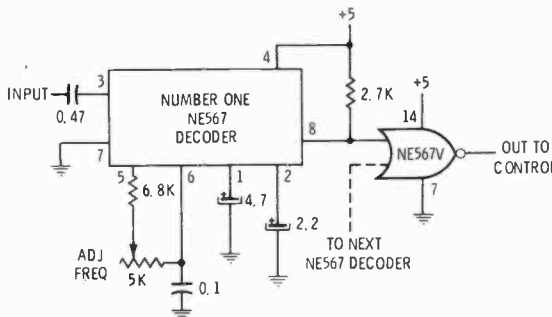 +5
4
INPUT
3
0.47
NUMBER ONE
NE567
DECODER
2.7K
+5
14
8
NE567V
OUT TO
CONTROL
7
7
5
6
1
2
6.8K
4.7
2.2
TO NEXT
NE567 DECODER
ADJ
FREQ
5K
0.1